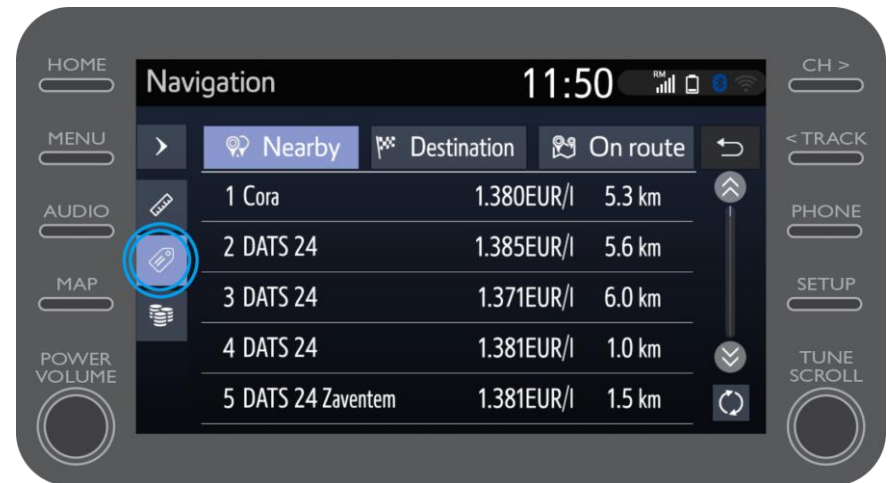 HOME
MENU
AUDIO
MAP
POWER
VOLUME
Navigation 11:50 RM
Nearby Destination On route
1 Cora 1.380EUR/l 5.3 km
2 DATS 24 1.385EUR/l 5.6 km
3 DATS 24 1.371EUR/l 6.0 km
4 DATS 24 1.381EUR/l 1.0 km
5 DATS 24 Zaventem 1.381EUR/l 1.5 km
CH >
< TRACK
PHONE
SETUP
TUNE
SCROLL